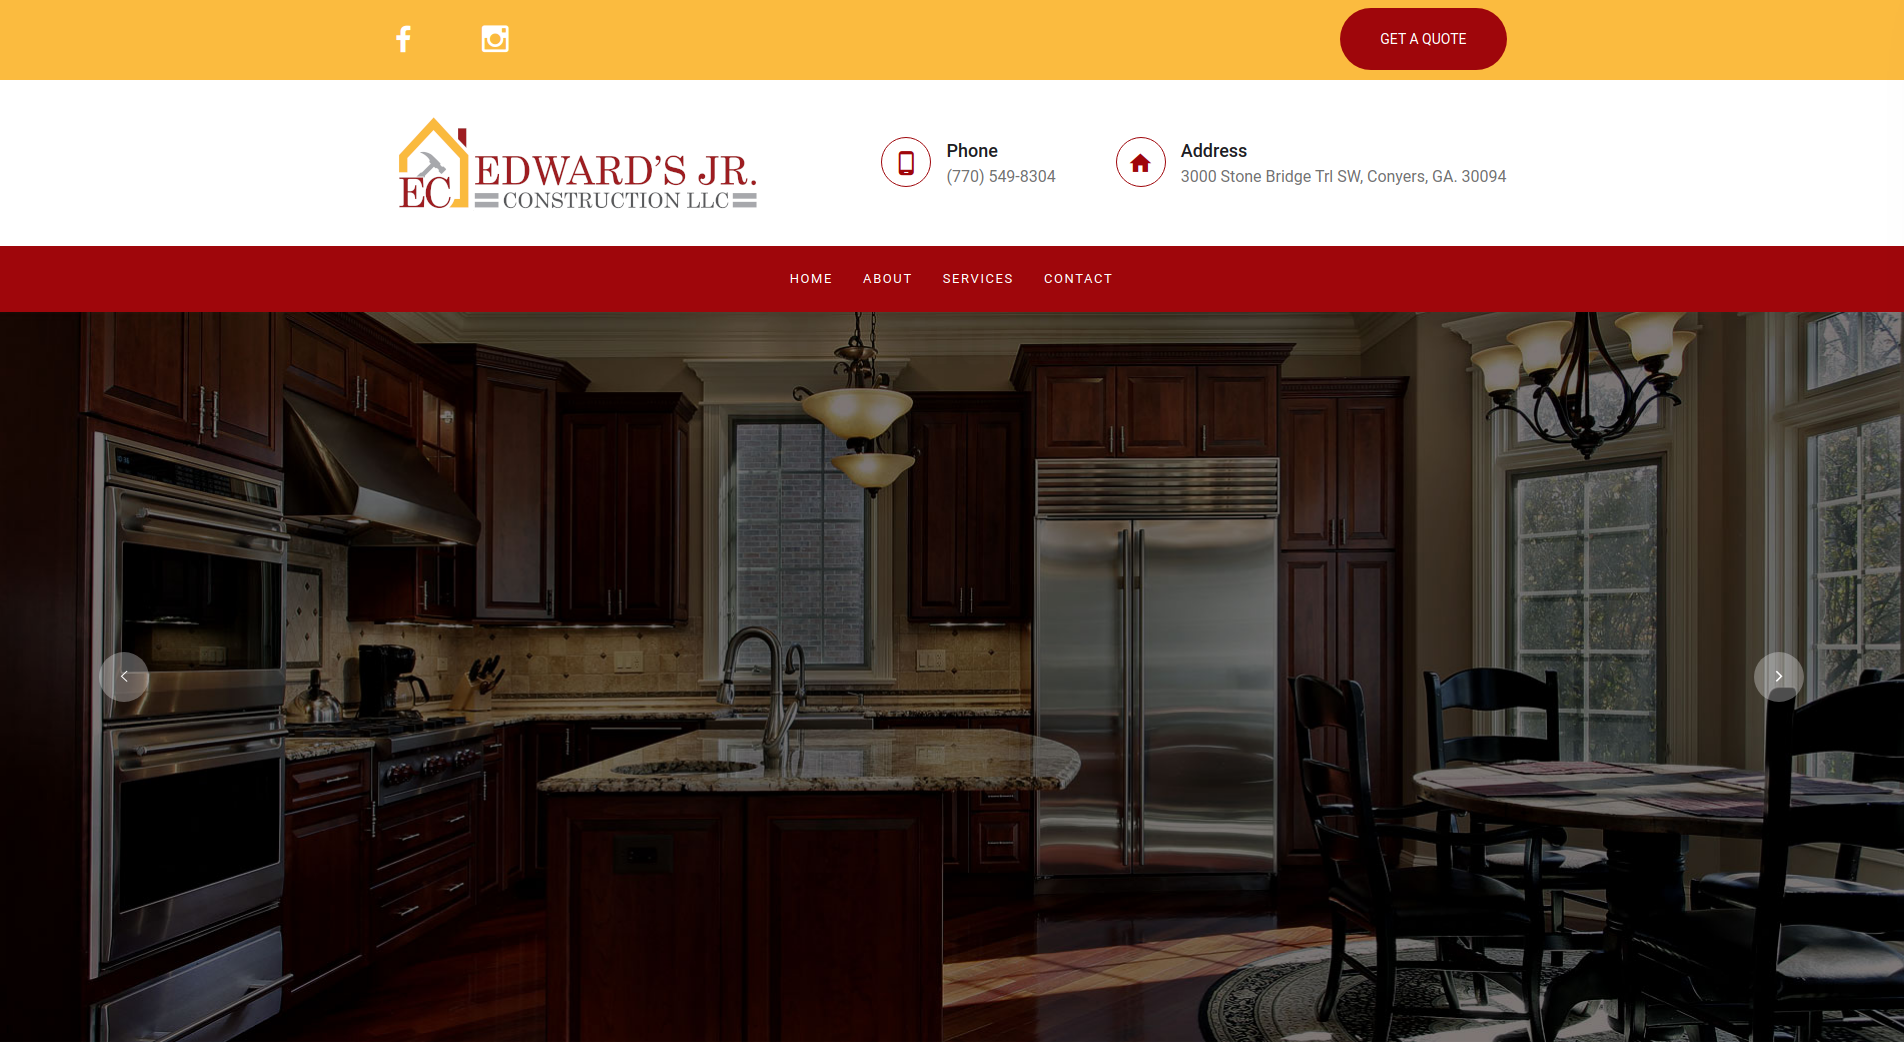 GET A QUOTE
EC
EDWARD'S JR.
CONSTRUCTION LLC
Phone
(770) 549-8304
Address
3000 Stone Bridge Trl SW, Conyers, GA. 30094
HOME ABOUT SERVICES CONTACT